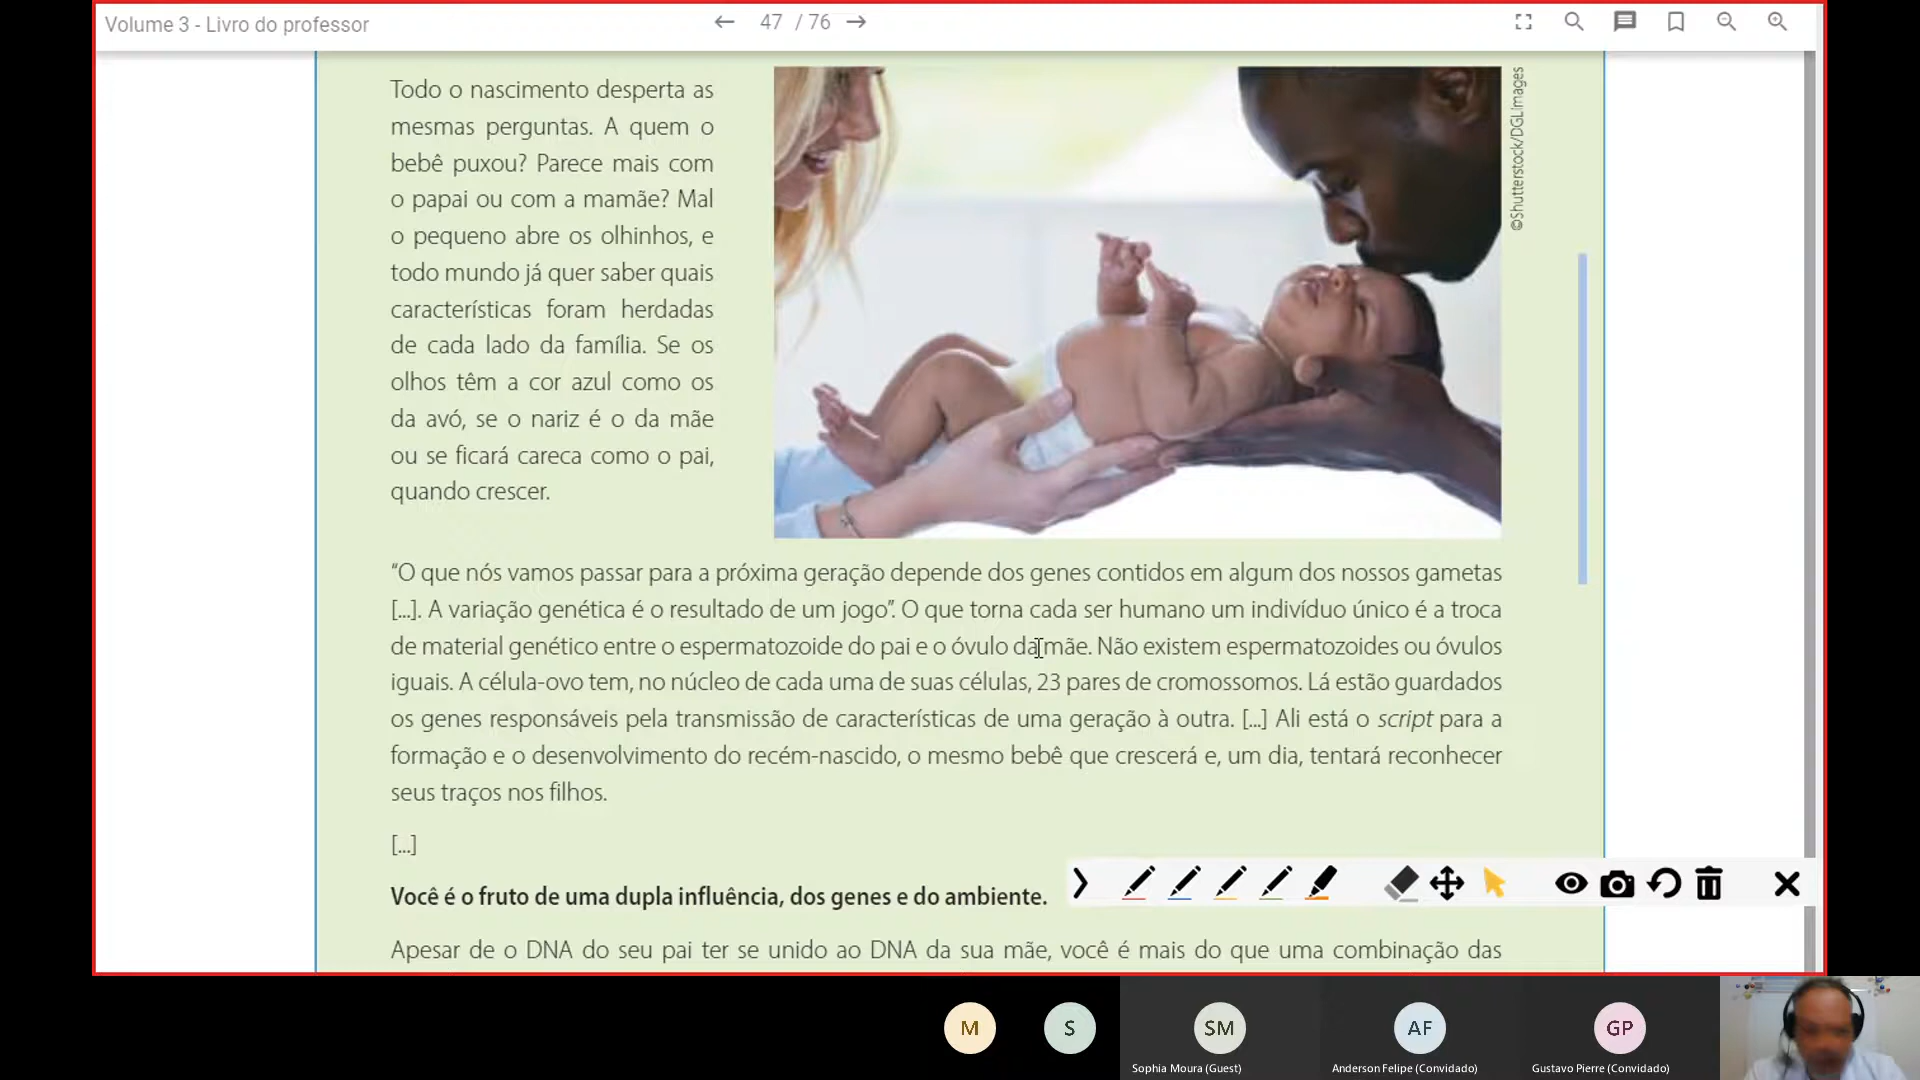 Volume 3 - Livro do professor
47 / 76
Todo o nascimento desperta as
mesmas perguntas. A quem o
bebê puxou? Parece mais com
o papai ou com a mamãe? Mal
o pequeno abre os olhinhos, e
todo mundo já quer saber quais
características foram herdadas
de cada lado da família. Se os
olhos têm a cor azul como os
da avó, se o nariz é o da mãe
ou se ficará careca como o pai,
quando crescer.
©Shutterstock/DGLimages
“O que nós vamos passar para a próxima geração depende dos genes contidos em algum dos nossos gametas
[...]. A variação genética é o resultado de um jogo”. O que torna cada ser humano um indivíduo único é a troca
de material genético entre o espermatozoide do pai e o óvulo da mãe. Não existem espermatozoides ou óvulos
iguais. A célula-ovo tem, no núcleo de cada uma de suas células, 23 pares de cromossomos. Lá estão guardados
os genes responsáveis pela transmissão de características de uma geração à outra. [...] Ali está o script para a
formação e o desenvolvimento do recém-nascido, o mesmo bebê que crescerá e, um dia, tentará reconhecer
seus traços nos filhos.
[...]
Você é o fruto de uma dupla influência, dos genes e do ambiente.
Apesar de o DNA do seu pai ter se unido ao DNA da sua mãe, você é mais do que uma combinação das
M
S
SM
AF
GP
Sophia Moura (Guest)
Anderson Felipe (Convidado)
Gustavo Pierre (Convidado)